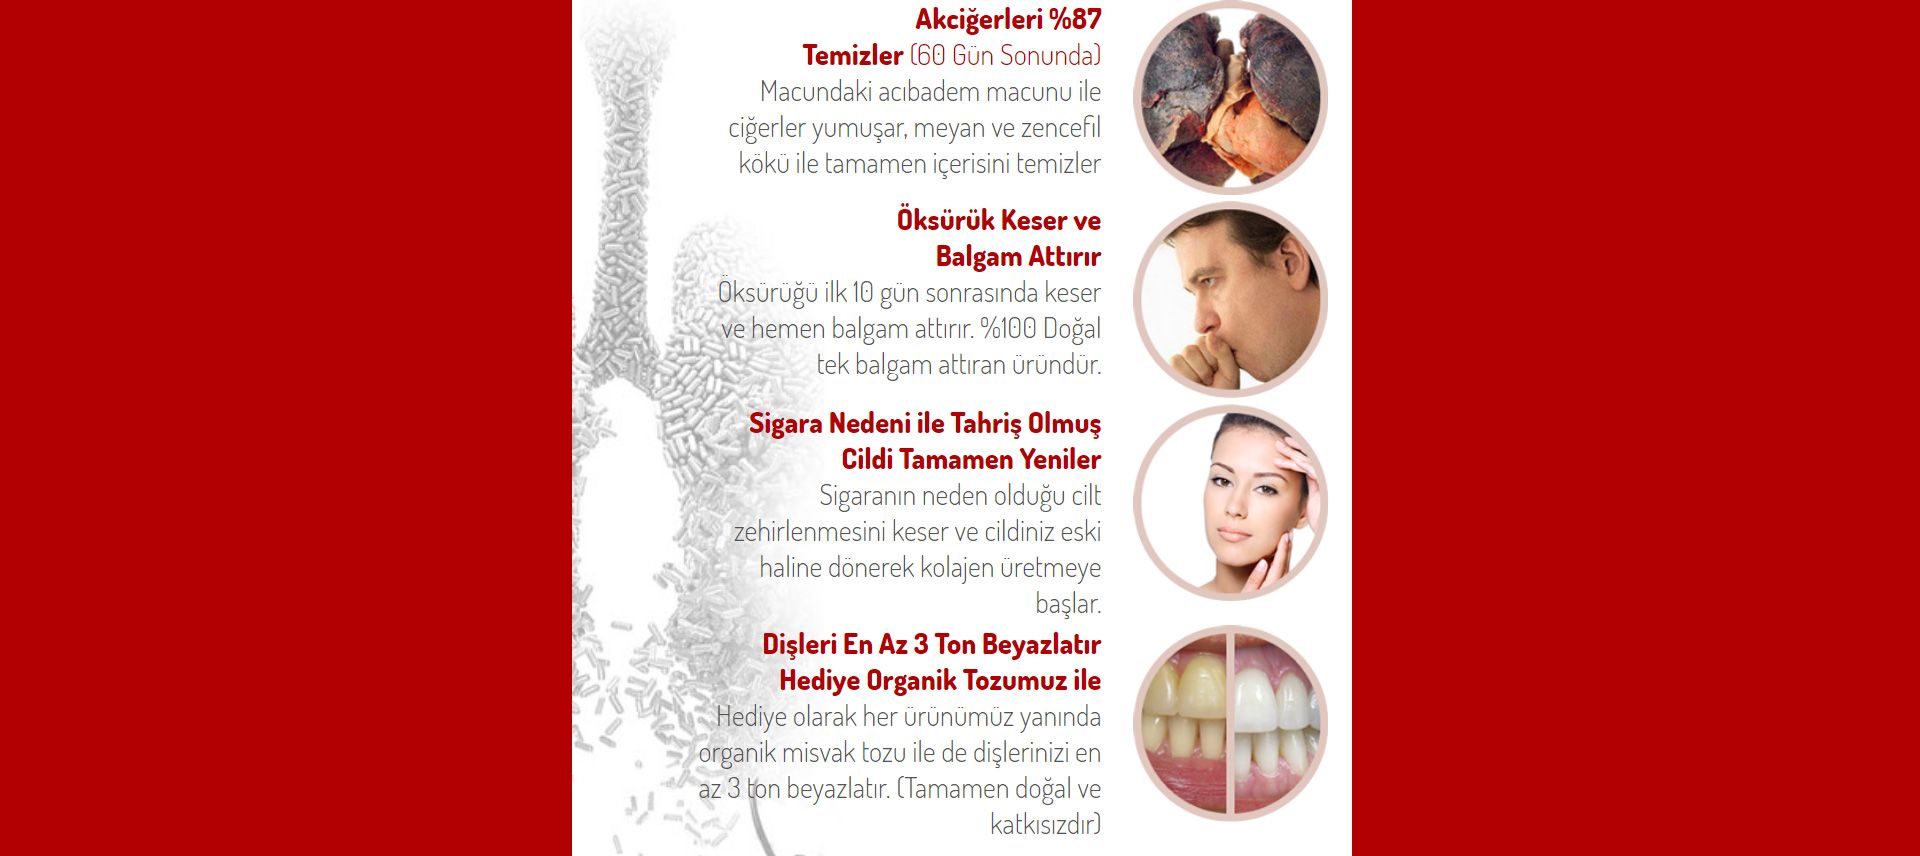 Akciğerleri %87
Temizler (60 Gün Sonunda)
Macundaki acıbadem macunu ile
ciğerler yumuşar, meyan ve zencefil
kökü ile tamamen içerisini temizler
Öksürük Keser ve
Balgam Attırır
Öksürüğü ilk 10 gün sonrasında keser
ve hemen balgam attırır. %100 Doğal
tek balgam attıran üründür.
Sigara Nedeni ile Tahriş Olmuş
Cildi Tamamen Yeniler
Sigaranın neden olduğu cilt
zehirlenmesini keser ve cildiniz eski
haline dönerek kolajen üretmeye
başlar.
Dişleri En Az 3 Ton Beyazlatır
Hediye Organik Tozumuz ile
Hediye olarak her ürünümüz yanında
organik misvak tozu ile de dişlerinizi en
az 3 ton beyazlatır. (Tamamen doğal ve
katkısızdır)